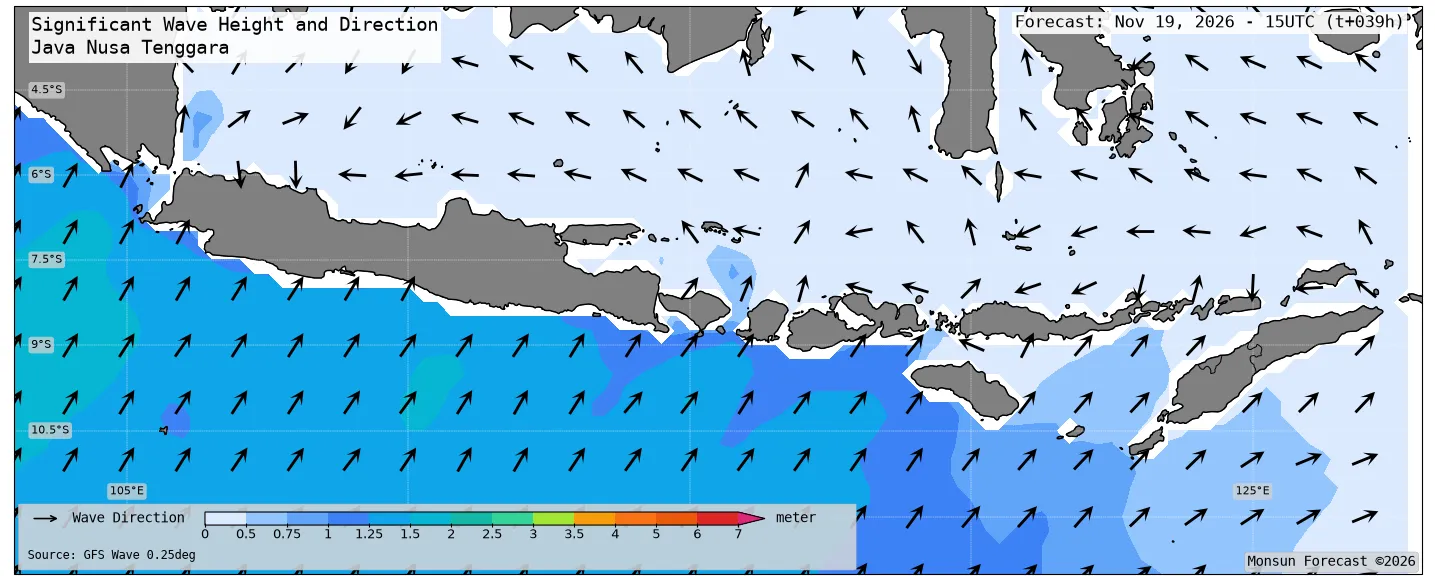 Significant Wave Height and Direction
Java Nusa Tenggara
Forecast: Nov 19, 2026 - 15UTC (t+039h)
4.5°S
6°S
7.5°S
9°S
10.5°S
105°E
125°E
Wave Direction
0 0.5 0.75 1 1.25 1.5 2 2.5 3 3.5 4 5 6 7
meter
Source: GFS Wave 0.25deg
Monsun Forecast ©2026